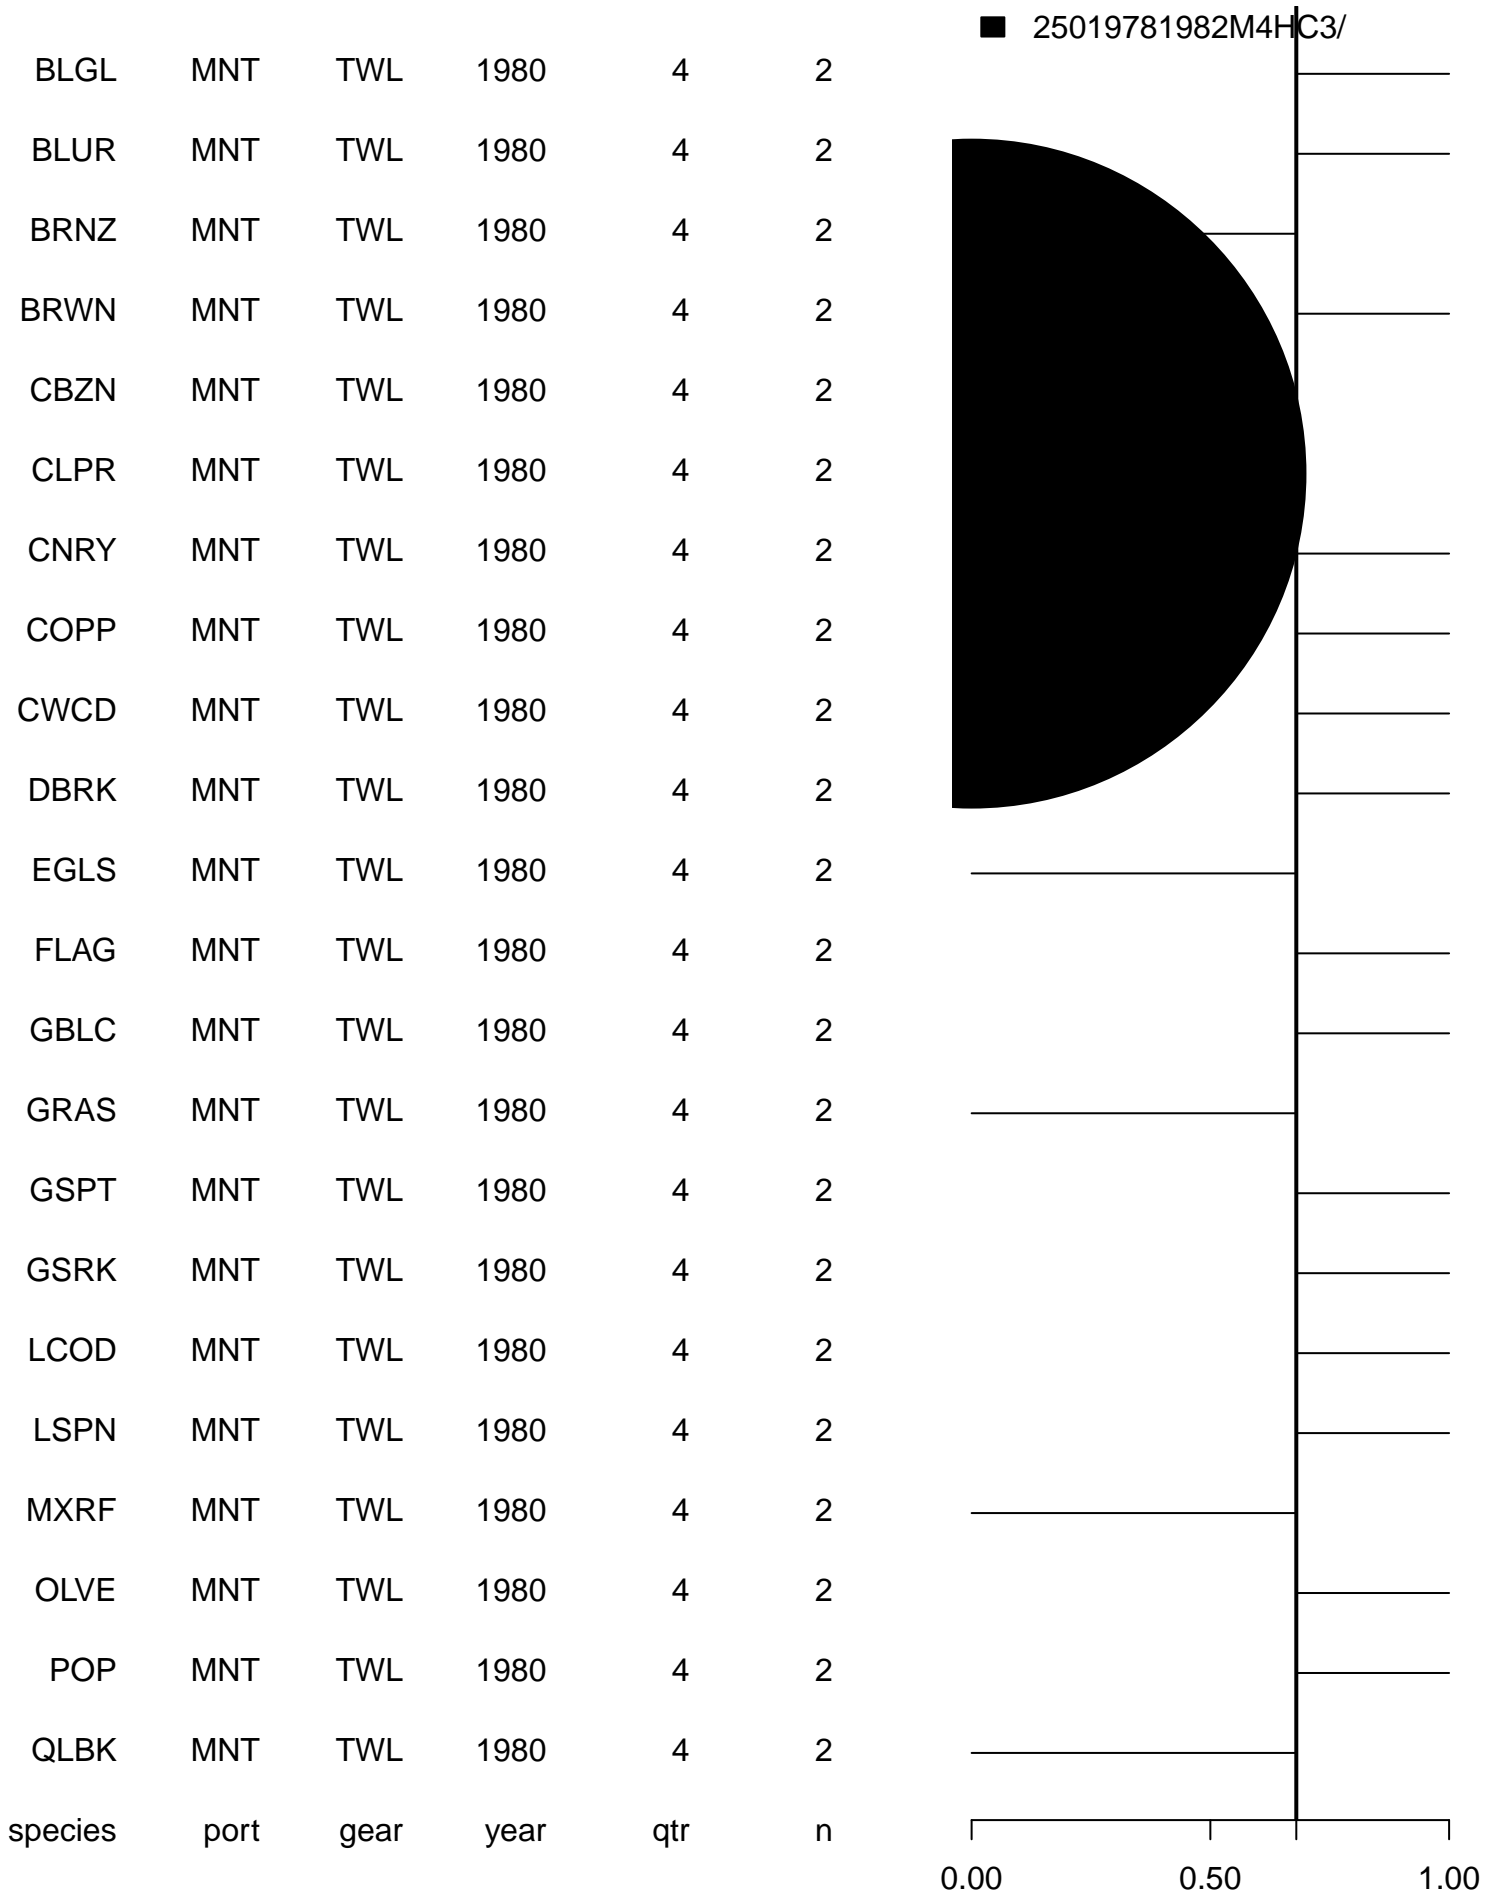 25019781982M4HC3/
BLGL MNT TWL 1980 4 2
BLUR MNT TWL 1980 4 2
BRNZ MNT TWL 1980 4 2
BRWN MNT TWL 1980 4 2
CBZN MNT TWL 1980 4 2
CLPR MNT TWL 1980 4 2
CNRY MNT TWL 1980 4 2
COPP MNT TWL 1980 4 2
CWCD MNT TWL 1980 4 2
DBRK MNT TWL 1980 4 2
EGLS MNT TWL 1980 4 2
FLAG MNT TWL 1980 4 2
GBLC MNT TWL 1980 4 2
GRAS MNT TWL 1980 4 2
GSPT MNT TWL 1980 4 2
GSRK MNT TWL 1980 4 2
LCOD MNT TWL 1980 4 2
LSPN MNT TWL 1980 4 2
MXRF MNT TWL 1980 4 2
OLVE MNT TWL 1980 4 2
POP MNT TWL 1980 4 2
QLBK MNT TWL 1980 4 2
species port gear year qtr n
0.00 0.50 1.00